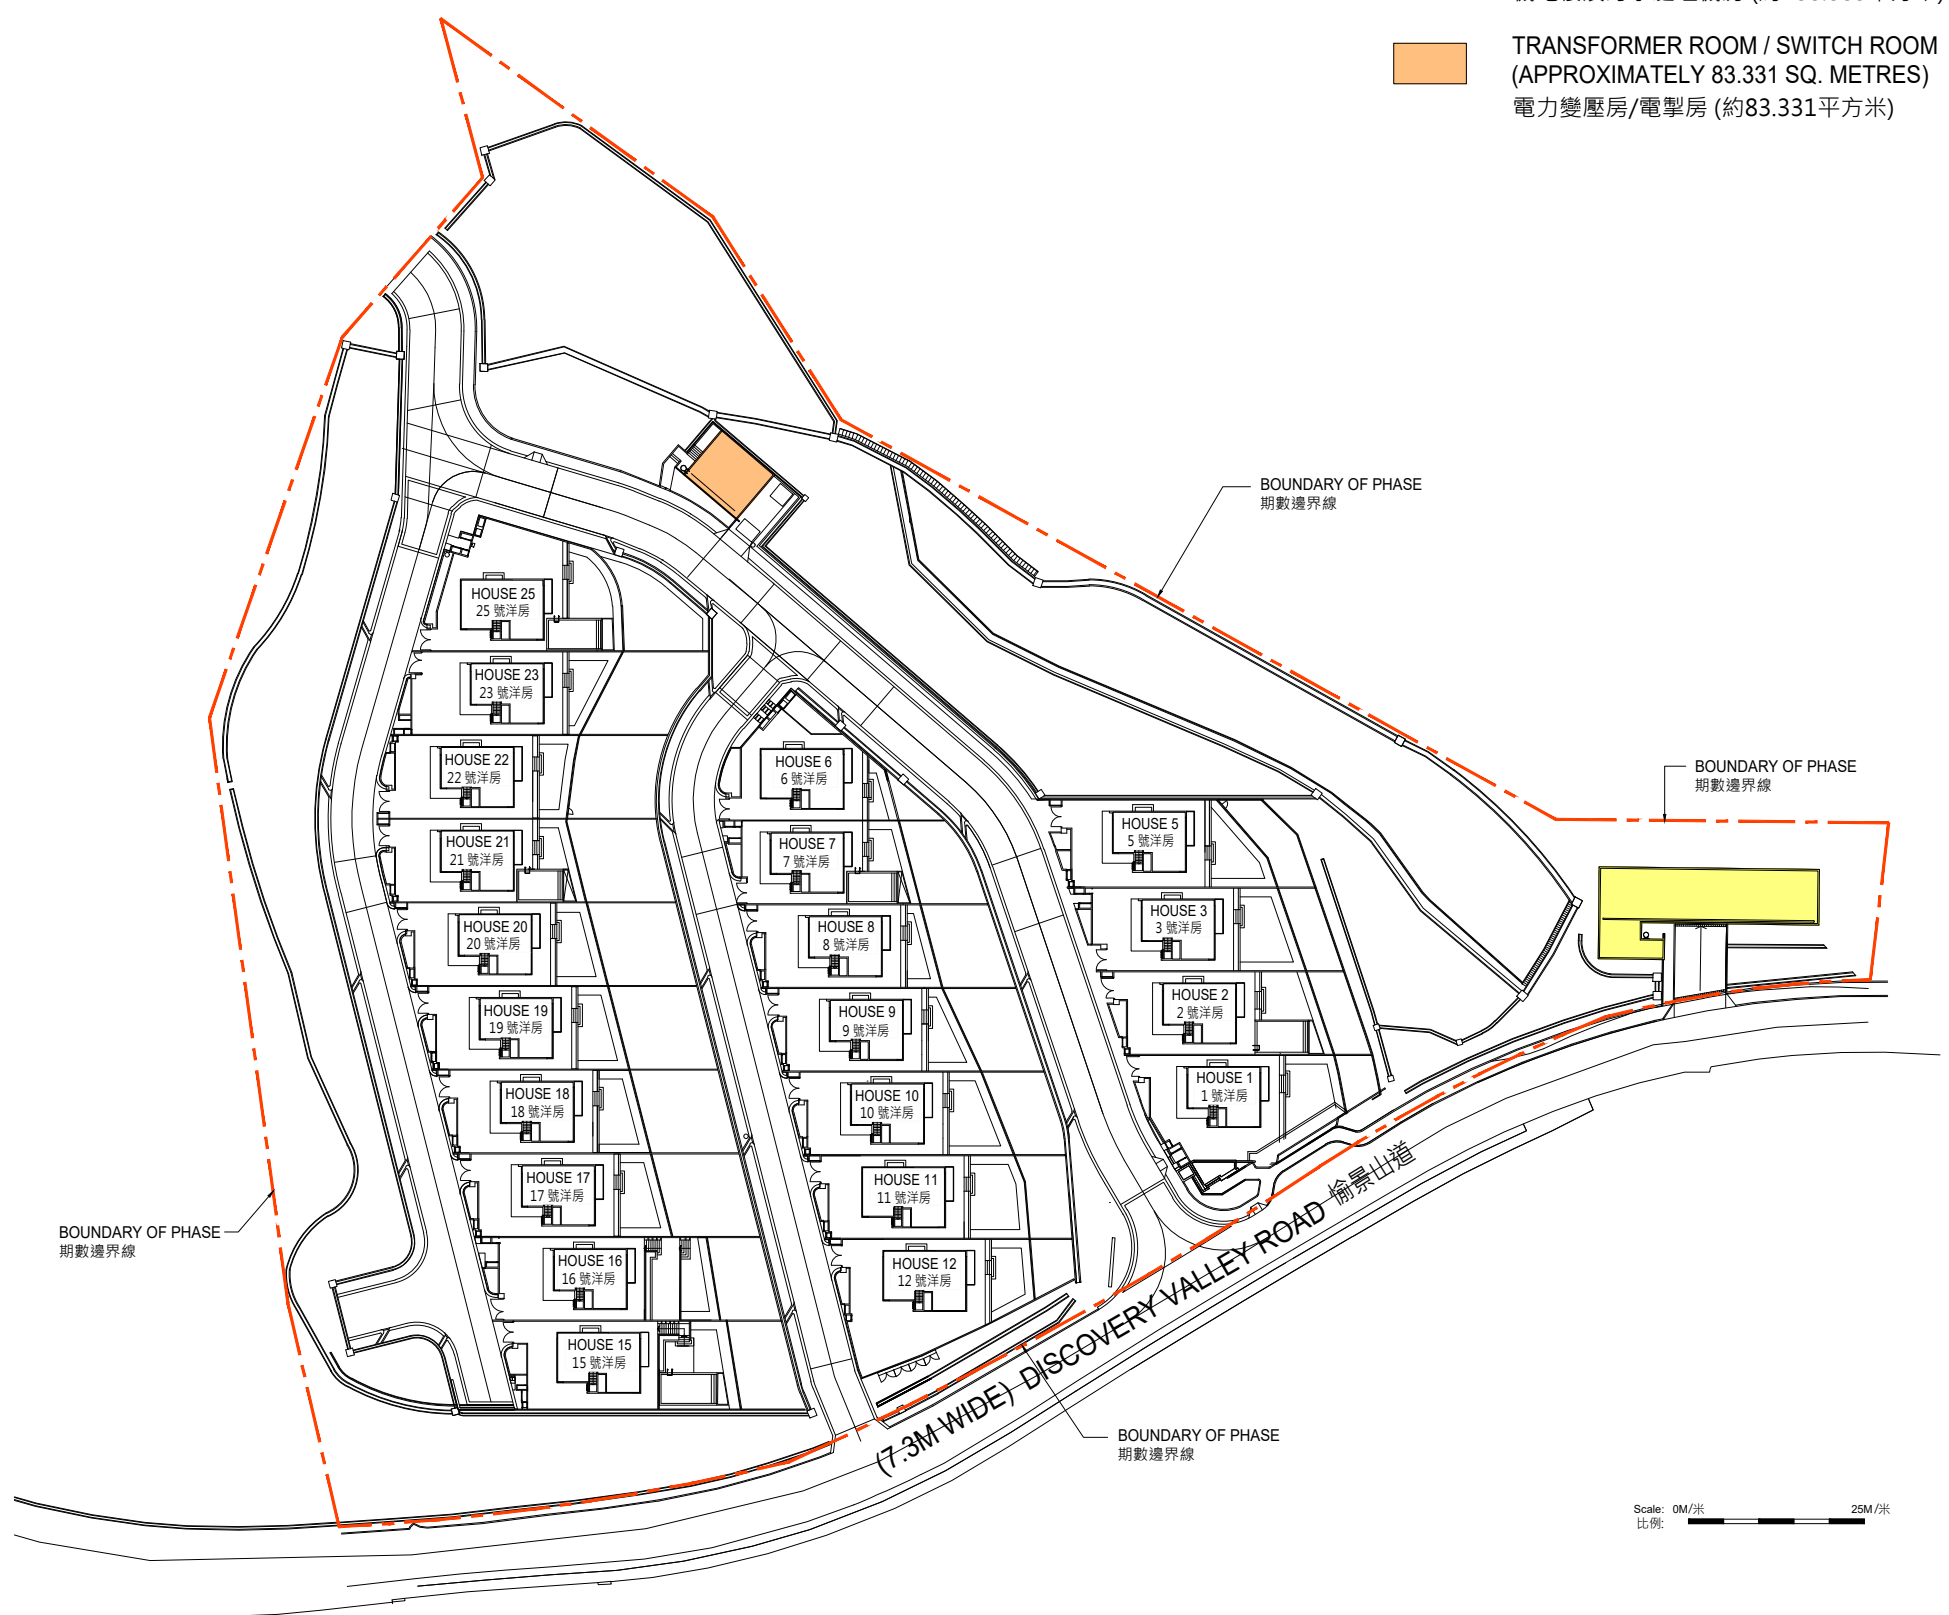 TRANSFORMER ROOM / SWITCH ROOM
(APPROXIMATELY 83.331 SQ. METRES)
電力變壓房/電掣房 (約83.331平方米)
BOUNDARY OF PHASE
期數邊界線
HOUSE 25
25 號洋房
HOUSE 23
23 號洋房
HOUSE 22
22 號洋房
HOUSE 6
6 號洋房
BOUNDARY OF PHASE
期數邊界線
HOUSE 21
21 號洋房
HOUSE 7
7 號洋房
HOUSE 5
5 號洋房
HOUSE 20
20 號洋房
HOUSE 8
8 號洋房
HOUSE 3
3 號洋房
HOUSE 19
19 號洋房
HOUSE 9
9 號洋房
HOUSE 2
2 號洋房
HOUSE 18
18 號洋房
HOUSE 10
10 號洋房
HOUSE 1
1 號洋房
HOUSE 17
17 號洋房
HOUSE 11
11 號洋房
BOUNDARY OF PHASE
期數邊界線
HOUSE 16
16 號洋房
HOUSE 12
12 號洋房
HOUSE 15
15 號洋房
(7.3M WIDE) DISCOVERY VALLEY ROAD 愉景山道
BOUNDARY OF PHASE
期數邊界線
Scale: 0M/米 25M/米
比例: